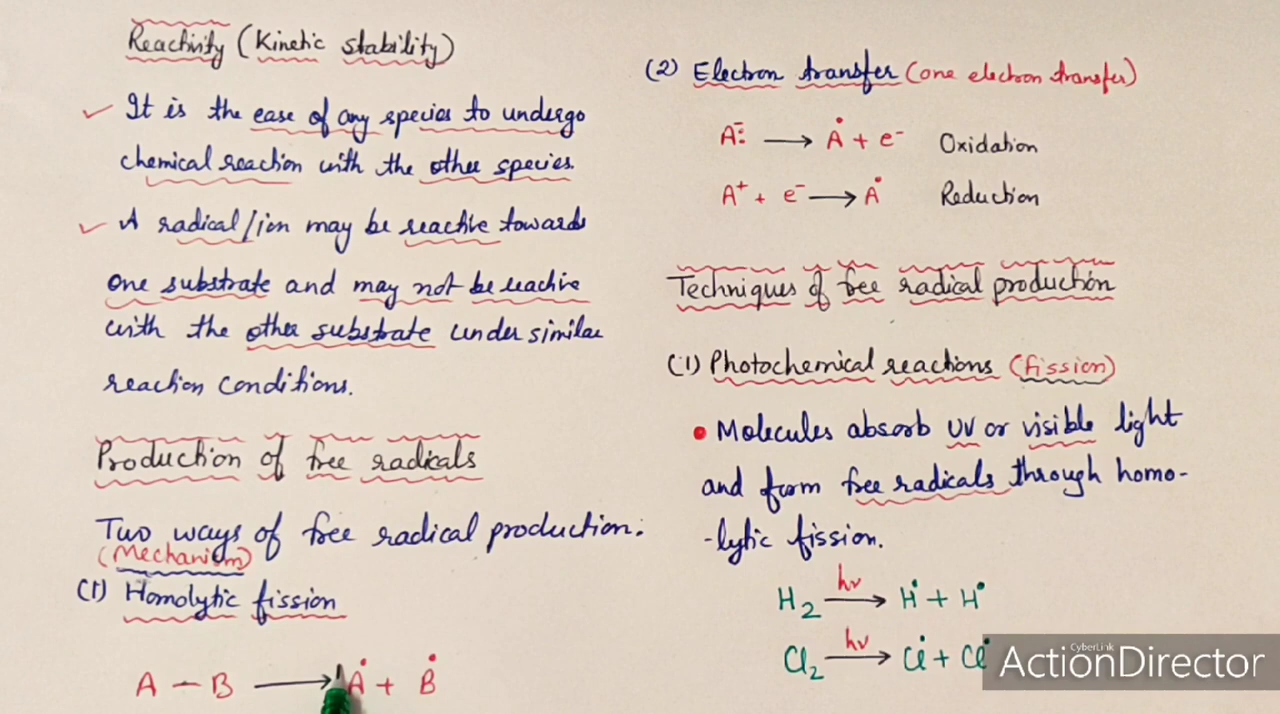 Reactivity (Kinetic stability)
It is the ease of any species to undergo
chemical reaction with the other species.
A radical/ion may be reactive towards
one substrate and may not be reactive
with the other substrate under similar
reaction conditions.
Production of free radicals
Two ways of free radical production:
(Mechanism)
(1) Homolytic fission
A – B ⟶ A• + B•
(2) Electron transfer (one electron transfer)
A:⁻ ⟶ A• + e⁻ Oxidation
A⁺ + e⁻ ⟶ A• Reduction
Techniques of free radical production
(1) Photochemical reactions (fission)
• Molecules absorb UV or visible light
and form free radicals through homo-
-lytic fission.
H₂ hν⟶ H• + H•
Cl₂ hν⟶ Cl• + Cl•
CyberLink
ActionDirector